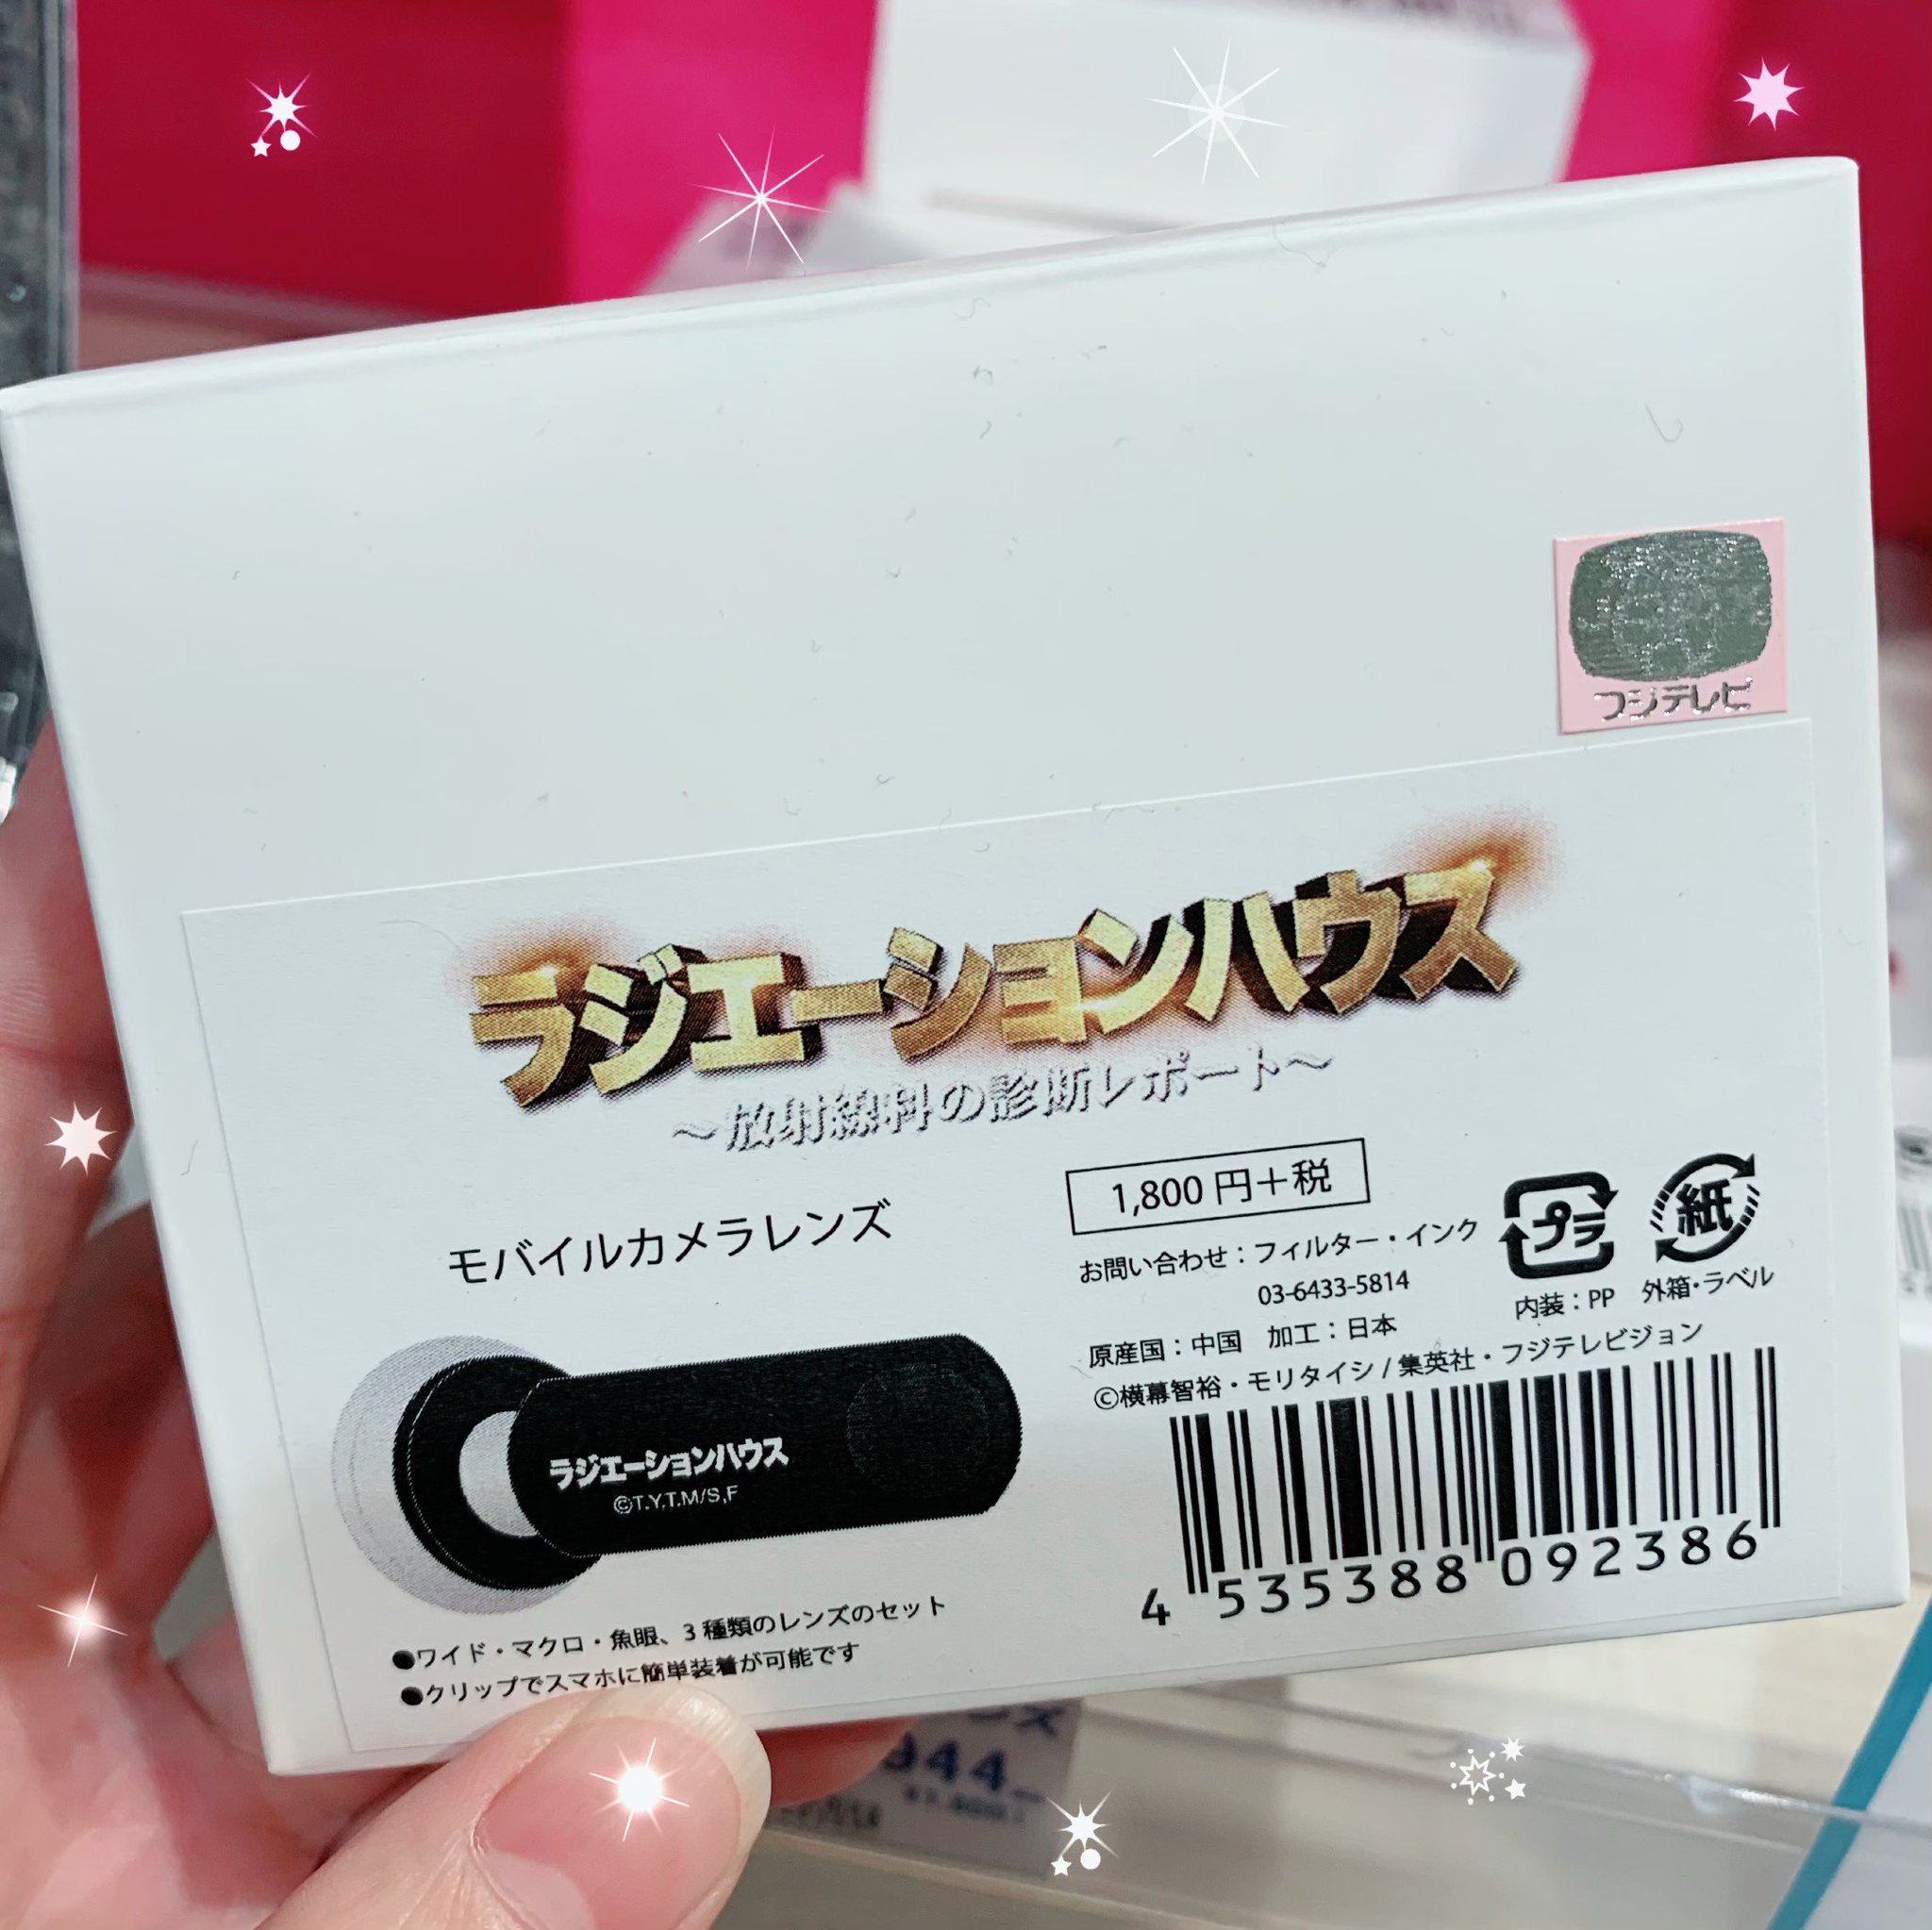 フジテレビ
ラジエーションハウス
～放射線科の診断レポート～
モバイルカメラレンズ
1,800 円＋税
お問い合わせ：フィルター・インク
03-6433-5814
プラ
内装：PP
紙
外箱・ラベル
原産国：中国　加工：日本
©横幕智裕・モリタイシ / 集英社・フジテレビジョン
ラジエーションハウス
©T.Y,T.M/S,F
4 535388 092386
●ワイド・マクロ・魚眼、3 種類のレンズのセット
●クリップでスマホに簡単装着が可能です
ンズ
944